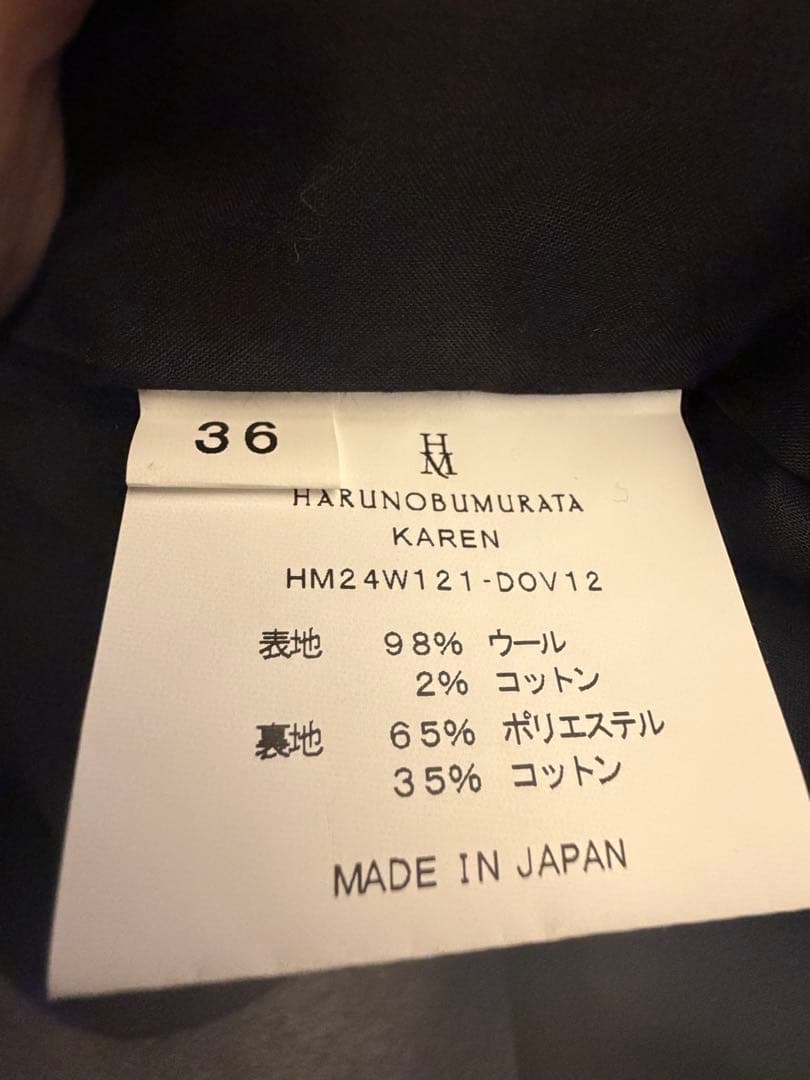 36
HM
HARUNOBUMURATA
KAREN
HM24W121-DOV12
表地 98% ウール
2% コットン
裏地 65% ポリエステル
35% コットン
MADE IN JAPAN